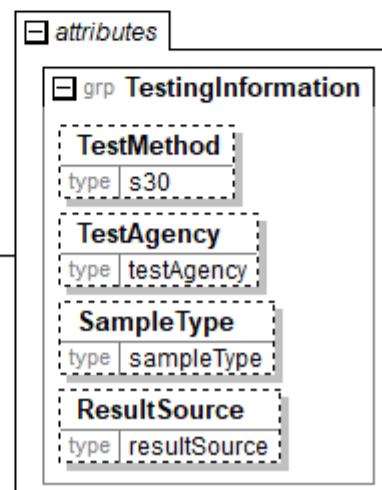 attributes
grp TestingInformation
TestMethod
type s30
TestAgency
type testAgency
SampleType
type sampleType
ResultSource
type resultSource